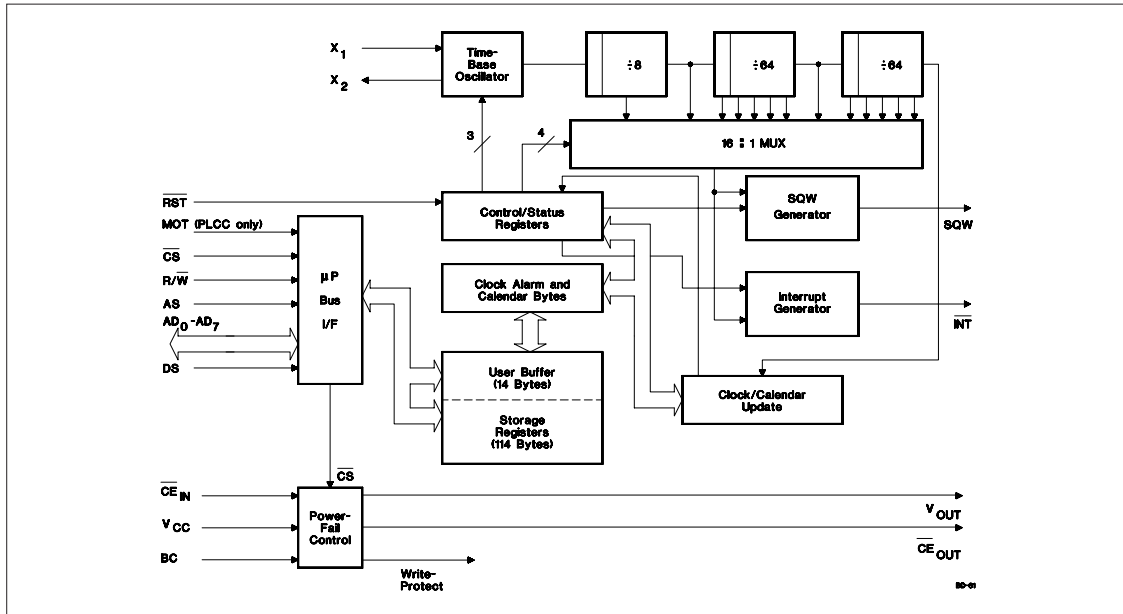 X1
X2
Time-
Base
Oscillator
÷8
÷64
÷64
3
4
16 : 1 MUX
RST
MOT (PLCC only)
CS
R/W
AS
AD0-AD7
DS
µP
Bus
I/F
Control/Status
Registers
SQW
Generator
SQW
Clock Alarm and
Calendar Bytes
Interrupt
Generator
INT
User Buffer
(14 Bytes)
Storage
Registers
(114 Bytes)
Clock/Calendar
Update
CS
CEIN
VCC
BC
Power-
Fail
Control
VOUT
CEOUT
Write-
Protect